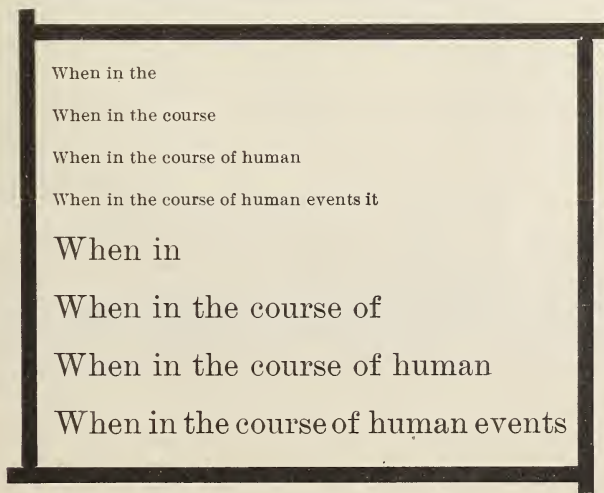 When in the
When in the course
When in the course of human
When in the course of human events it
When in
When in the course of
When in the course of human
When in the course of human events